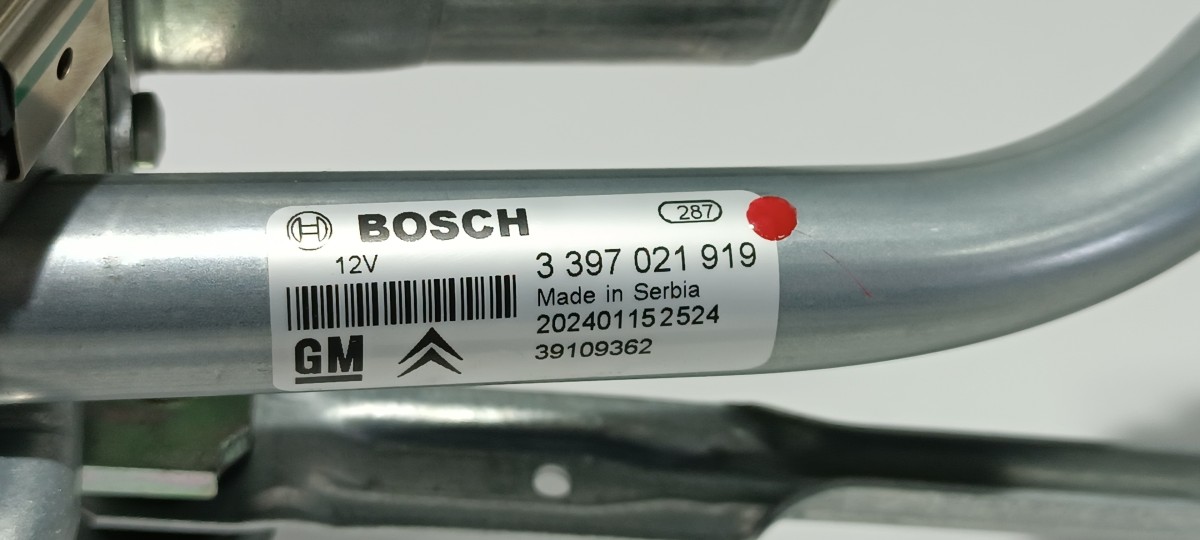 BOSCH
287
12V
3 397 021 919
Made in Serbia
202401152524
39109362
GM